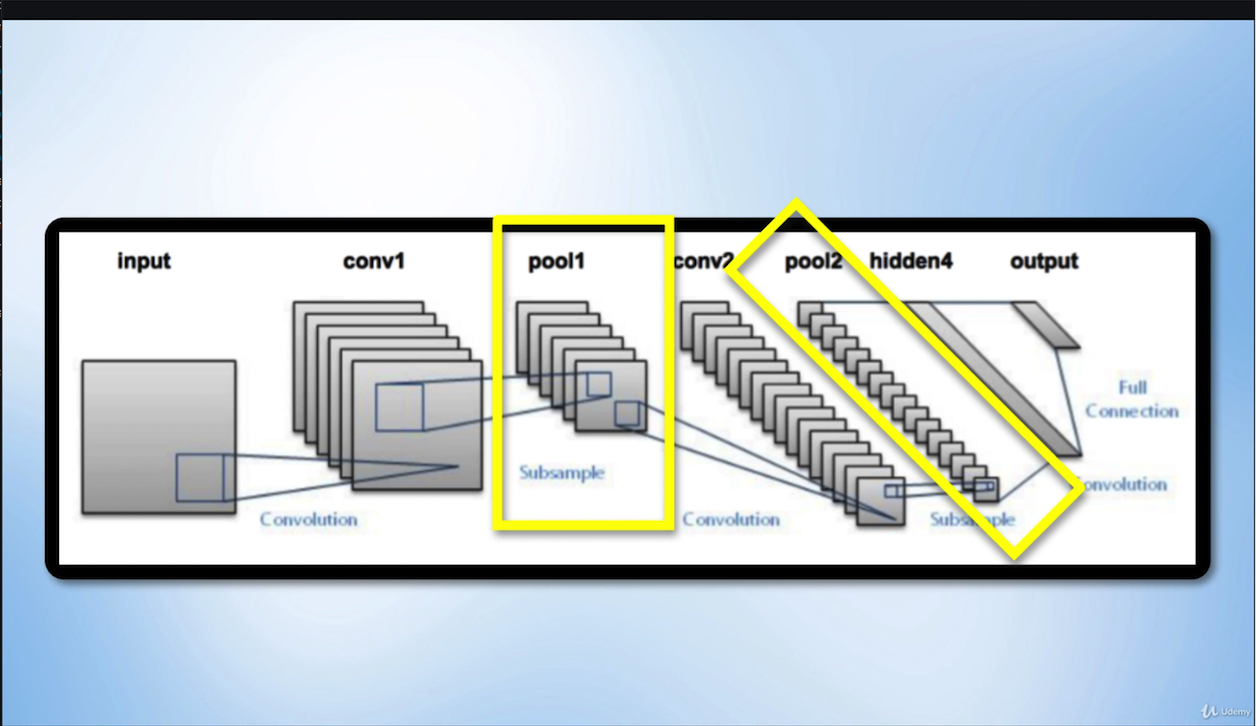 input conv1 pool1 conv2 pool2 hidden4 output
Full
Connection
Subsample
Convolution
Convolution
Convolution
Subsample
Udemy